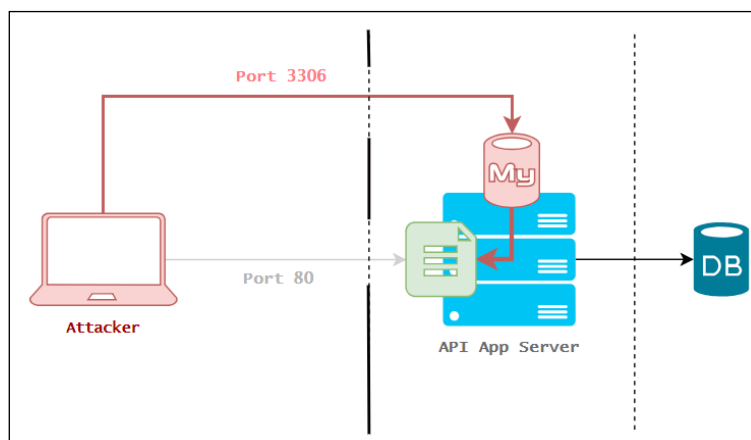 Port 3306
My
Port 80
DB
Attacker
API App Server